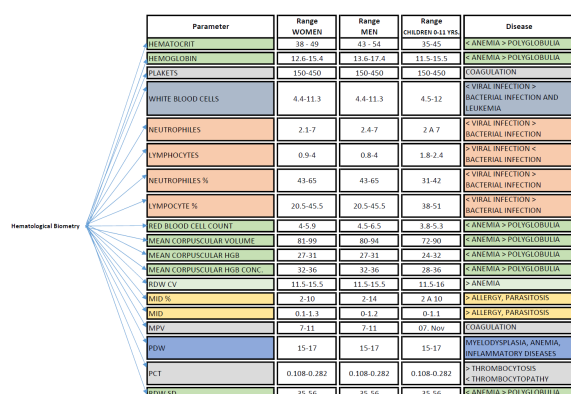 Parameter Range WOMEN Range MEN Range CHILDREN 0-11 YRS. Disease
HEMATOCRIT 38 - 49 43 - 54 35-45 < ANEMIA > POLYGLOBULIA
HEMOGLOBIN 12.6-15.4 13.6-17.4 11.5-15.5 < ANEMIA > POLYGLOBULIA
PLAKETS 150-450 150-450 150-450 COAGULATION
WHITE BLOOD CELLS 4.4-11.3 4.4-11.3 4.5-12 < VIRAL INFECTION >
BACTERIAL INFECTION AND
LEUKEMIA
NEUTROPHILES 2.1-7 2.4-7 2 A 7 < VIRAL INFECTION >
BACTERIAL INFECTION
LYMPHOCYTES 0.9-4 0.8-4 1.8-2.4 > VIRAL INFECTION <
BACTERIAL INFECTION
NEUTROPHILES % 43-65 43-65 31-42 < VIRAL INFECTION >
BACTERIAL INFECTION
LYMPOCYTE % 20.5-45.5 20.5-45.5 38-51 < VIRAL INFECTION >
BACTERIAL INFECTION
Hematological Biometry
RED BLOOD CELL COUNT 4-5.9 4.5-6.5 3.8-5.3 < ANEMIA > POLYGLOBULIA
MEAN CORPUSCULAR VOLUME 81-99 80-94 72-90 < ANEMIA > POLYGLOBULIA
MEAN CORPUSCULAR HGB 27-31 27-31 24-32 < ANEMIA > POLYGLOBULIA
MEAN CORPUSCULAR HGB CONC. 32-36 32-36 28-36 < ANEMIA > POLYGLOBULIA
RDW CV 11.5-15.5 11.5-15.5 11.5-16 > ANEMIA
MID % 2-10 2-14 2 A 10 > ALLERGY, PARASITOSIS
MID 0.1-1.3 0-1.2 0-1.1 > ALLERGY, PARASITOSIS
MPV 7-11 7-11 07. Nov COAGULATION
PDW 15-17 15-17 15-17 MYELODYSPLASIA, ANEMIA,
INFLAMMATORY DISEASES
PCT 0.108-0.282 0.108-0.282 0.108-0.282 > THROMBOCYTOSIS
< THROMBOCYTOPATHY
RDW SD 35-56 35-56 35-56 < ANEMIA > POLYGLOBULIA